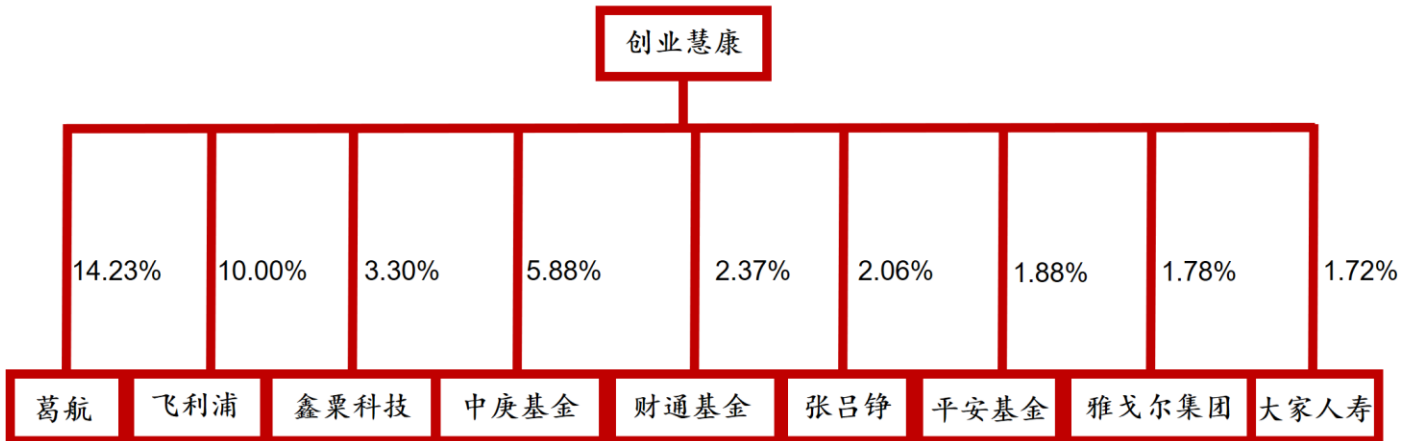 创业慧康
14.23% 10.00% 3.30% 5.88% 2.37% 2.06% 1.88% 1.78% 1.72%
葛航 飞利浦 鑫粟科技 中庚基金 财通基金 张吕铮 平安基金 雅戈尔集团 大家人寿